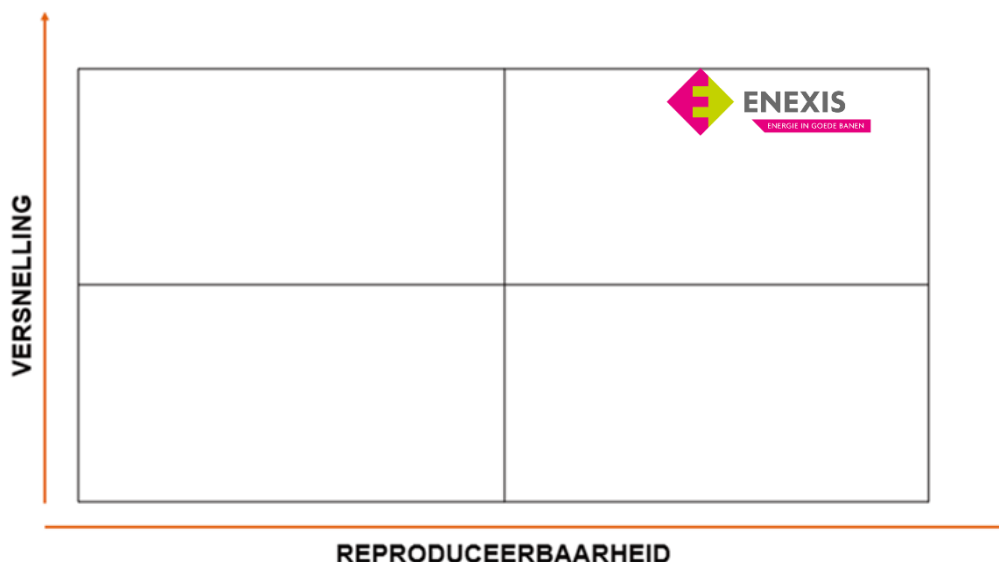 ENEXIS
ENERGIE IN GOEDE BANEN
VERSNELLING
REPRODUCEERBAARHEID